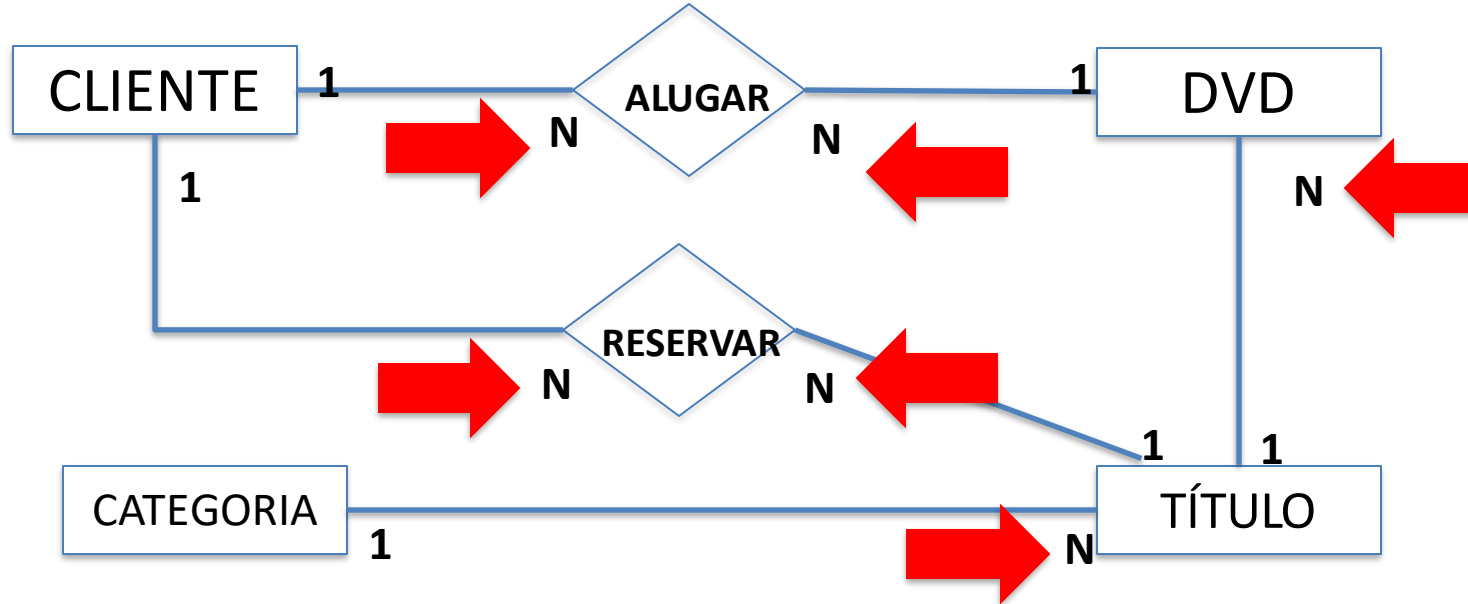 CLIENTE
1
ALUGAR
1
DVD
N
N
1
N
RESERVAR
N
N
1
1
CATEGORIA
1
N
TÍTULO